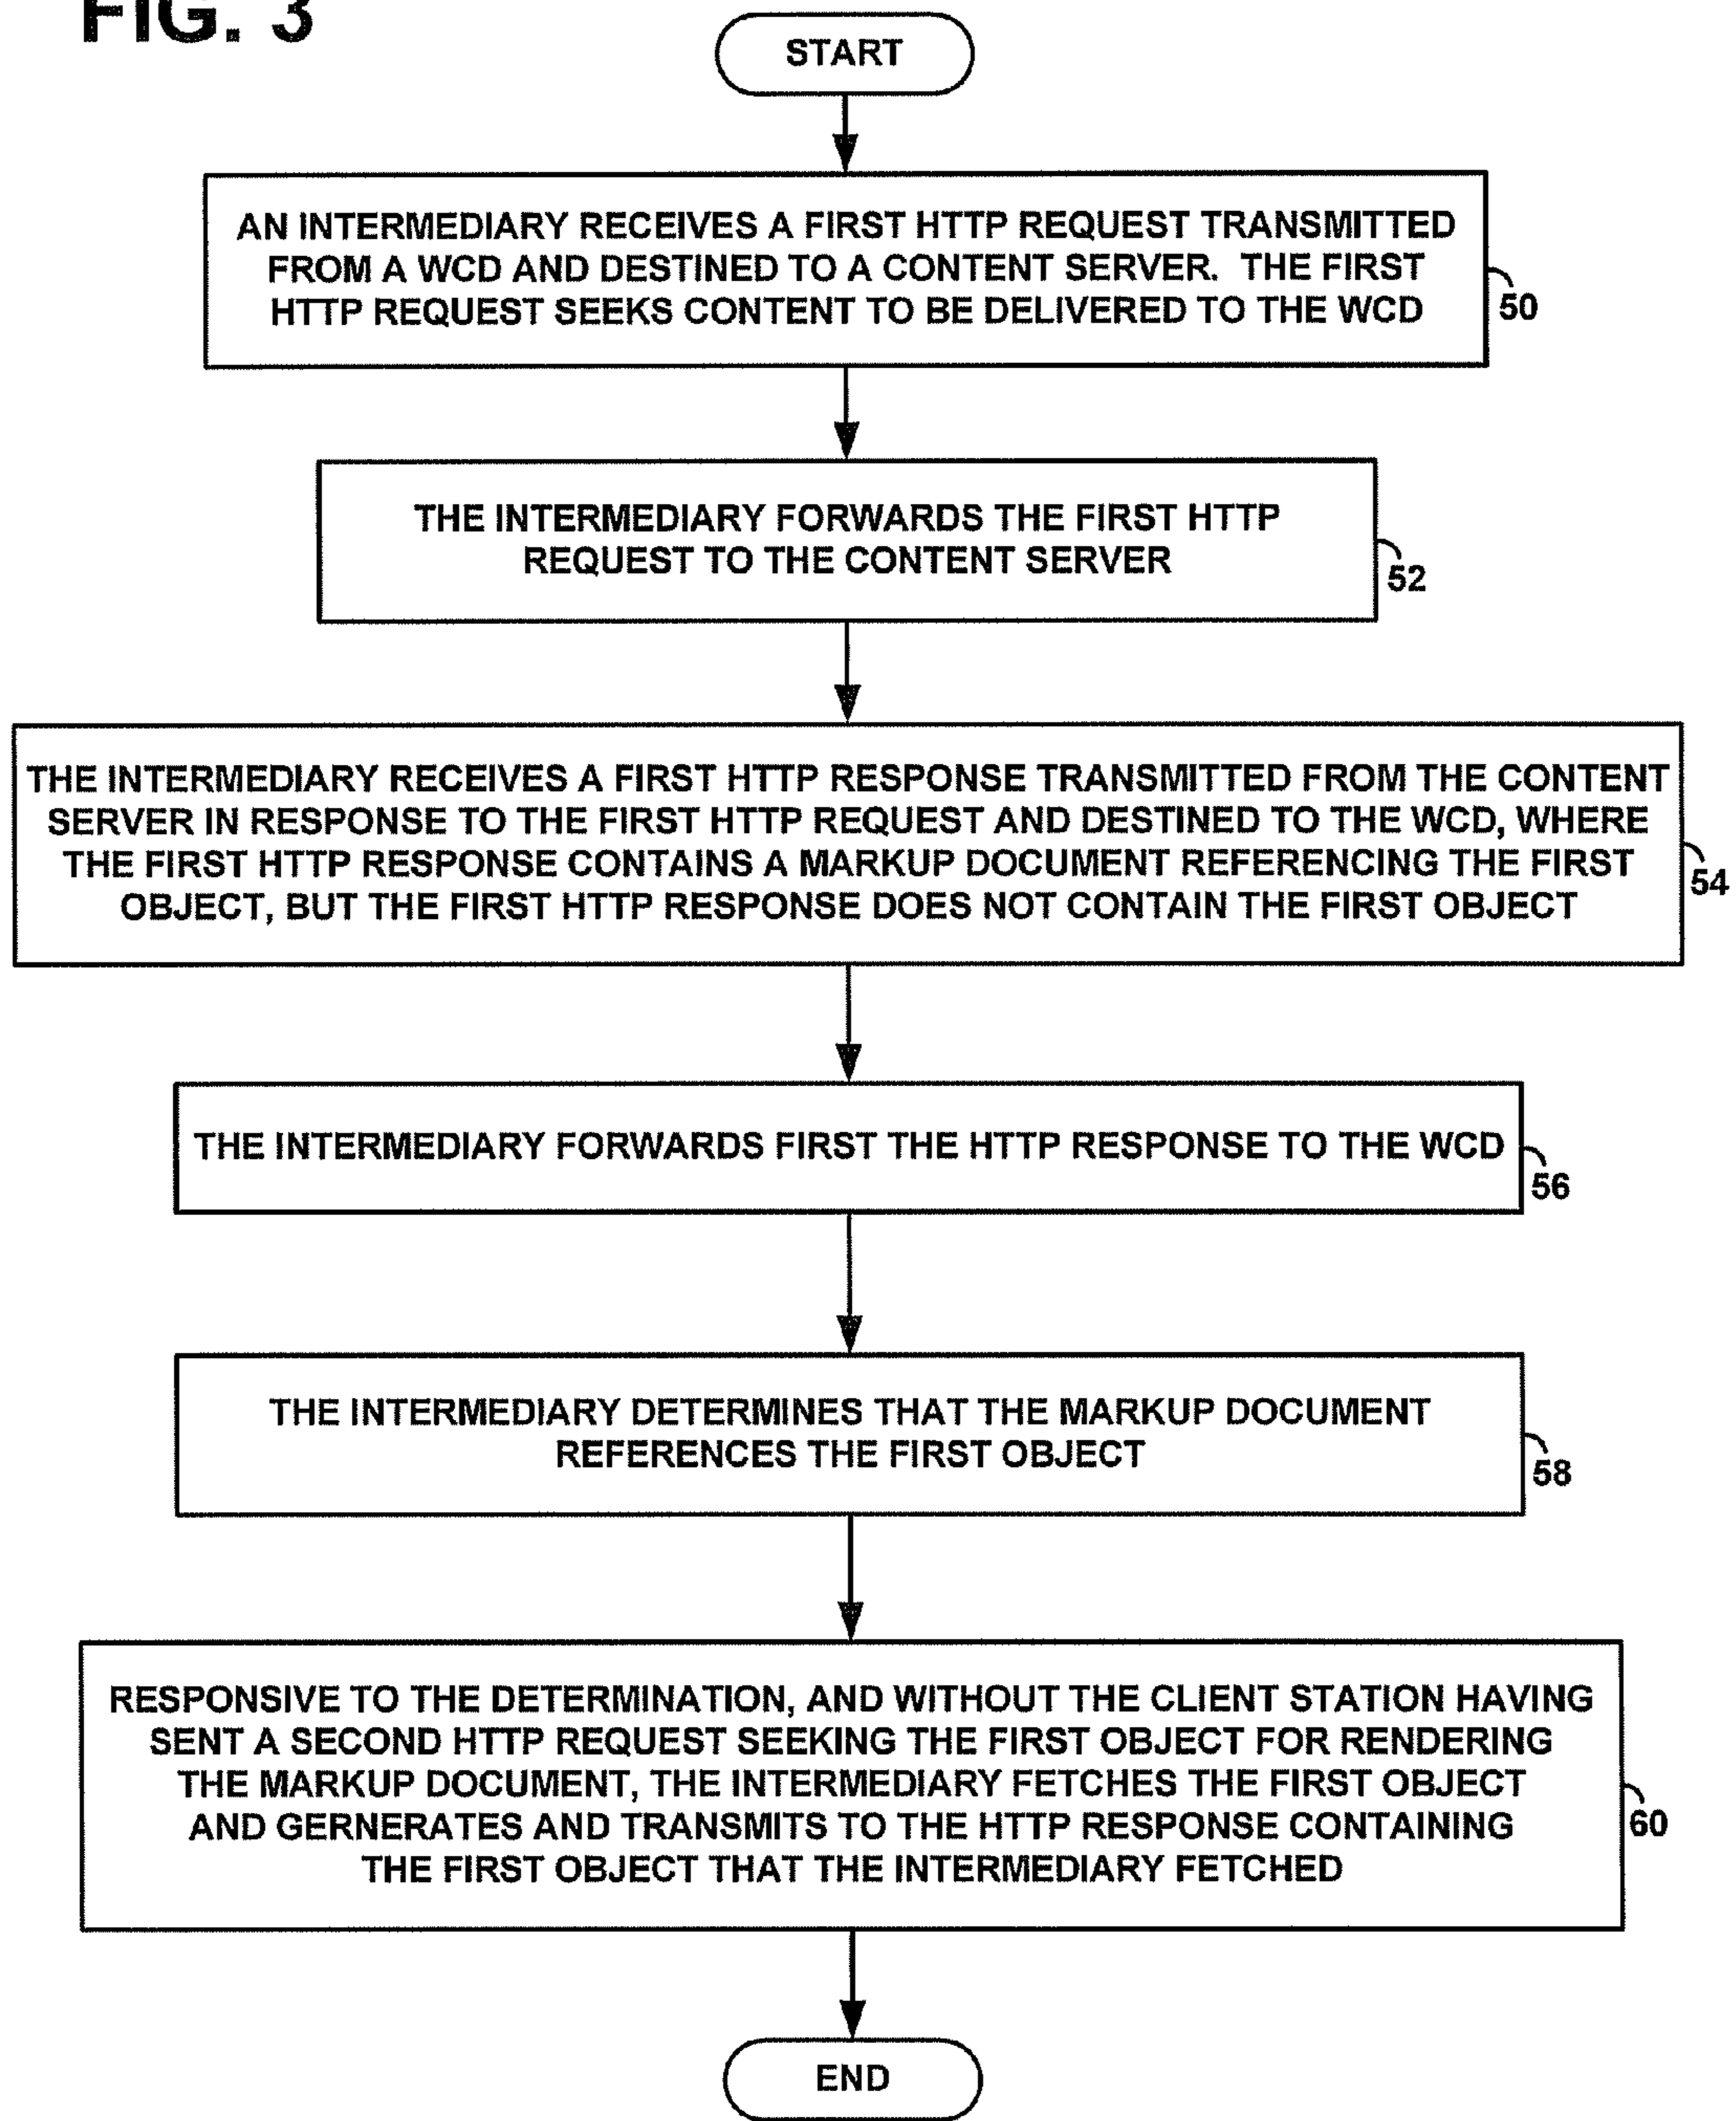 FIG. 3
START
AN INTERMEDIARY RECEIVES A FIRST HTTP REQUEST TRANSMITTED
FROM A WCD AND DESTINED TO A CONTENT SERVER. THE FIRST
HTTP REQUEST SEEKS CONTENT TO BE DELIVERED TO THE WCD
50
THE INTERMEDIARY FORWARDS THE FIRST HTTP
REQUEST TO THE CONTENT SERVER
52
THE INTERMEDIARY RECEIVES A FIRST HTTP RESPONSE TRANSMITTED FROM THE CONTENT
SERVER IN RESPONSE TO THE FIRST HTTP REQUEST AND DESTINED TO THE WCD, WHERE
THE FIRST HTTP RESPONSE CONTAINS A MARKUP DOCUMENT REFERENCING THE FIRST
OBJECT, BUT THE FIRST HTTP RESPONSE DOES NOT CONTAIN THE FIRST OBJECT
54
THE INTERMEDIARY FORWARDS FIRST THE HTTP RESPONSE TO THE WCD
56
THE INTERMEDIARY DETERMINES THAT THE MARKUP DOCUMENT
REFERENCES THE FIRST OBJECT
58
RESPONSIVE TO THE DETERMINATION, AND WITHOUT THE CLIENT STATION HAVING
SENT A SECOND HTTP REQUEST SEEKING THE FIRST OBJECT FOR RENDERING
THE MARKUP DOCUMENT, THE INTERMEDIARY FETCHES THE FIRST OBJECT
AND GERNERATES AND TRANSMITS TO THE HTTP RESPONSE CONTAINING
THE FIRST OBJECT THAT THE INTERMEDIARY FETCHED
60
END